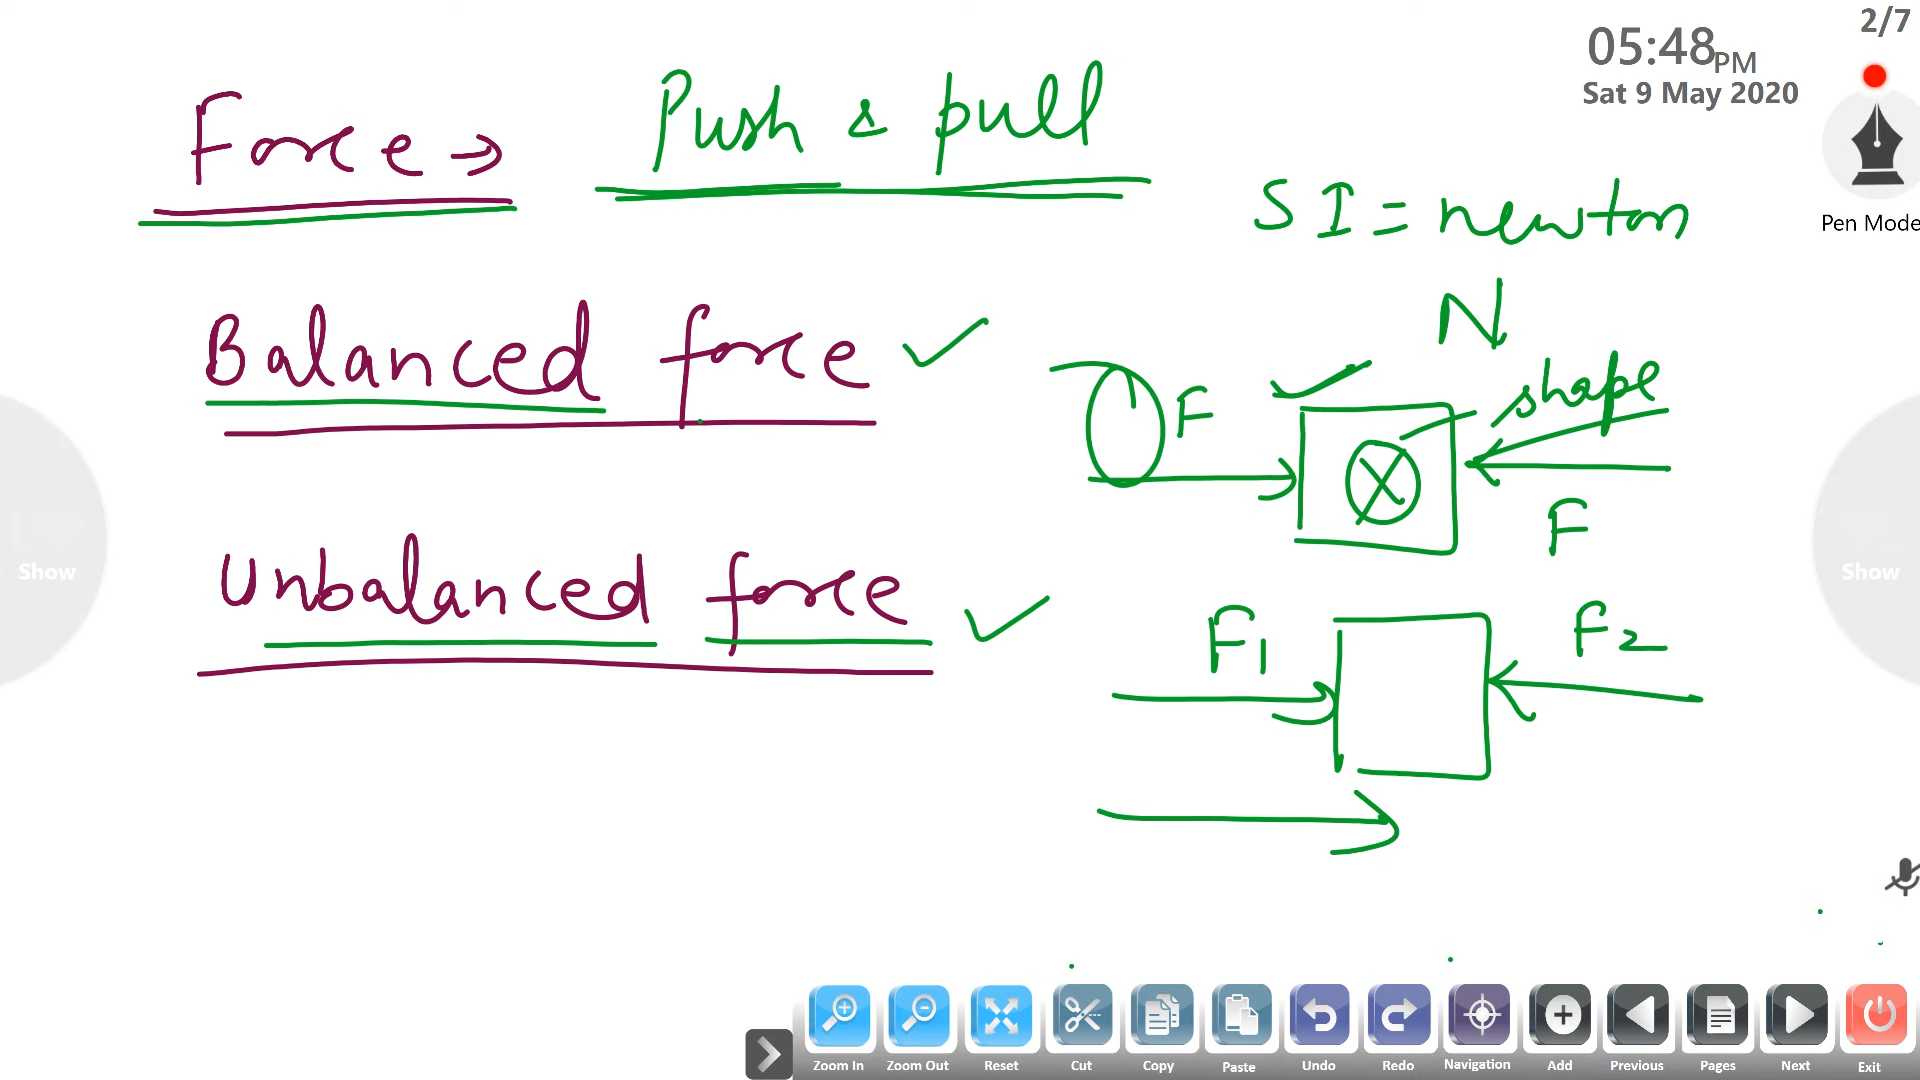 2/7
05:48PM
Sat 9 May 2020
Force → Push & pull
SI = newton
N
Pen Mode
Balanced force ✓
F
shape
F
Unbalanced force ✓
F1
F2
Show
Show
Zoom In
Zoom Out
Reset
Cut
Copy
Paste
Undo
Redo
Navigation
Add
Previous
Pages
Next
Exit